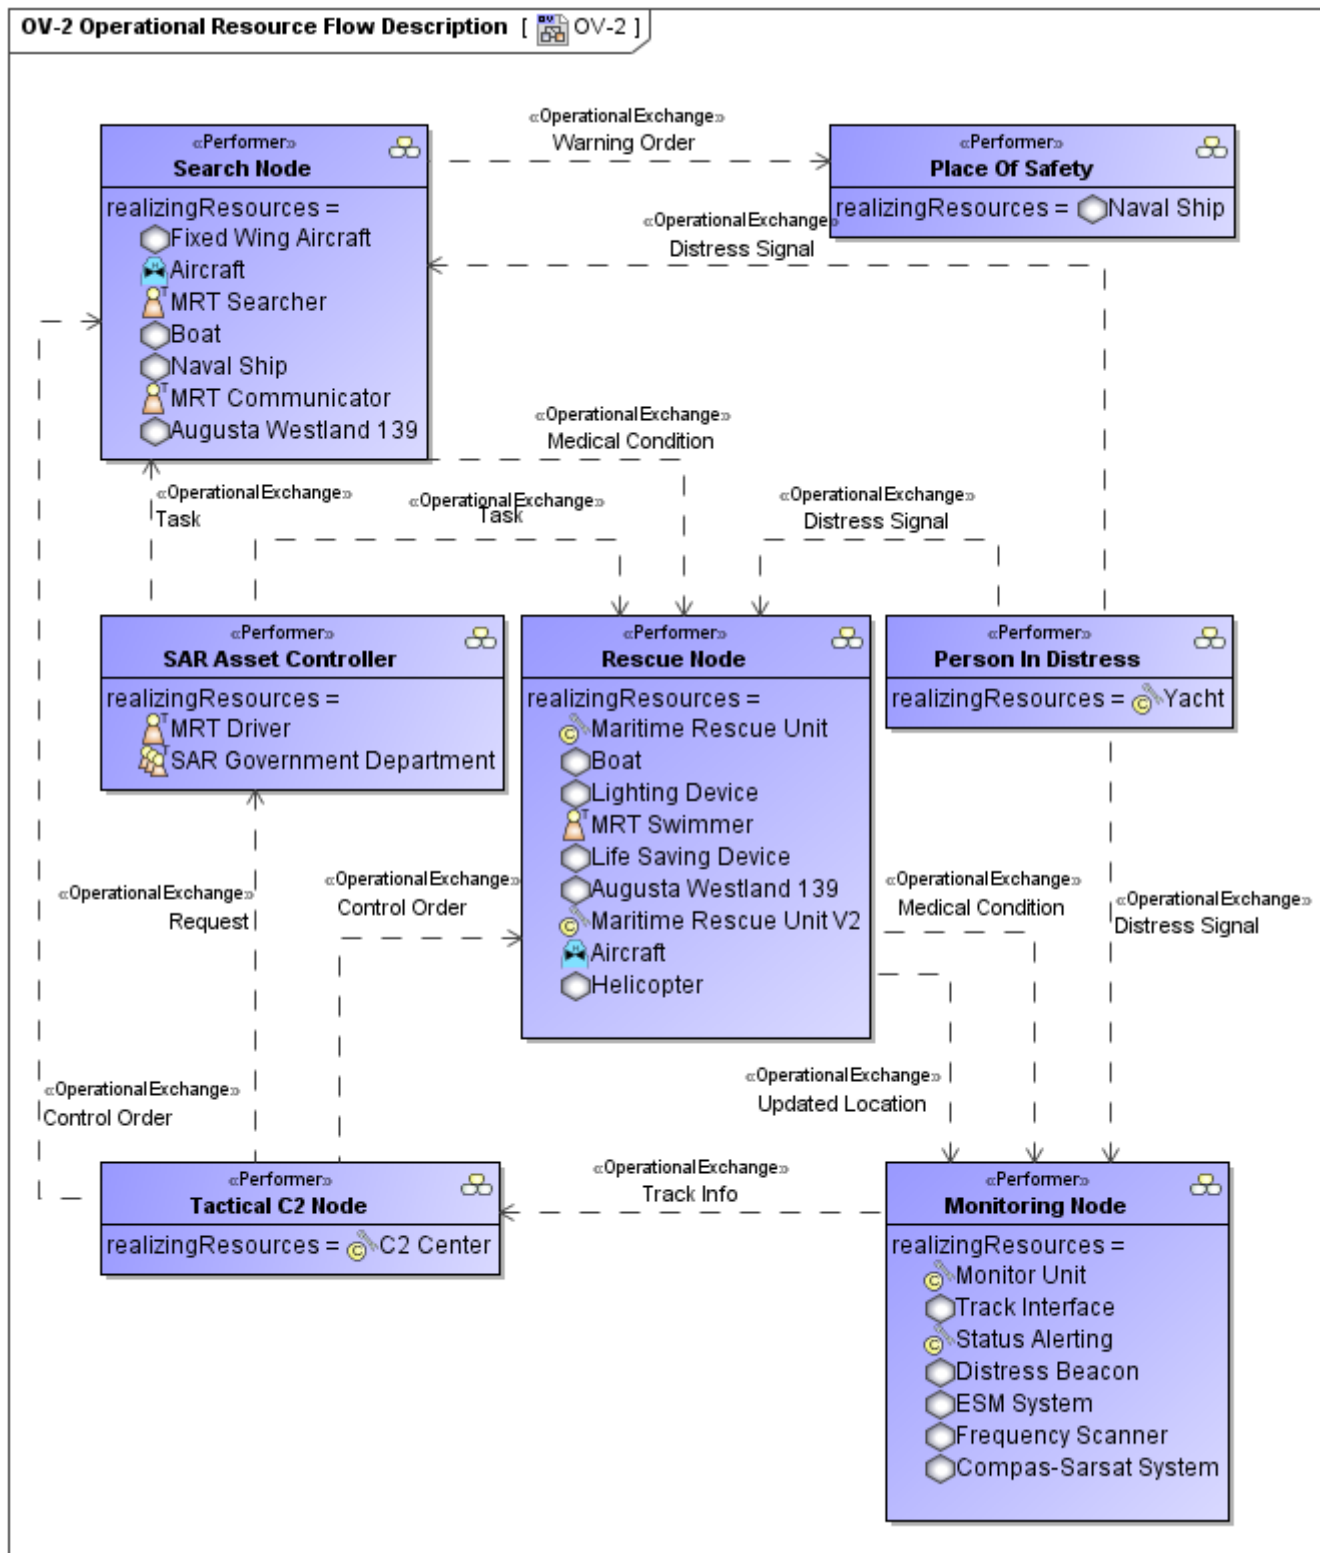 OV-2 Operational Resource Flow Description [ OV-2 ]
«OperationalExchange»
Warning Order
«Performer»
Search Node
realizingResources =
Fixed Wing Aircraft
Aircraft
MRT Searcher
Boat
Naval Ship
MRT Communicator
Augusta Westland 139
«Performer»
Place Of Safety
realizingResources = Naval Ship
«OperationalExchange»
Distress Signal
«OperationalExchange»
Medical Condition
«OperationalExchange»
Task
«OperationalExchange»
Task
«OperationalExchange»
Distress Signal
«Performer»
SAR Asset Controller
realizingResources =
MRT Driver
SAR Government Department
«Performer»
Rescue Node
realizingResources =
Maritime Rescue Unit
Boat
Lighting Device
MRT Swimmer
Life Saving Device
Augusta Westland 139
Maritime Rescue Unit V2
Aircraft
Helicopter
«Performer»
Person In Distress
realizingResources = Yacht
«OperationalExchange»
Request
«OperationalExchange»
Control Order
«OperationalExchange»
Medical Condition
«OperationalExchange»
Distress Signal
«OperationalExchange»
Control Order
«OperationalExchange»
Updated Location
«Performer»
Tactical C2 Node
realizingResources = C2 Center
«OperationalExchange»
Track Info
«Performer»
Monitoring Node
realizingResources =
Monitor Unit
Track Interface
Status Alerting
Distress Beacon
ESM System
Frequency Scanner
Compas-Sarsat System